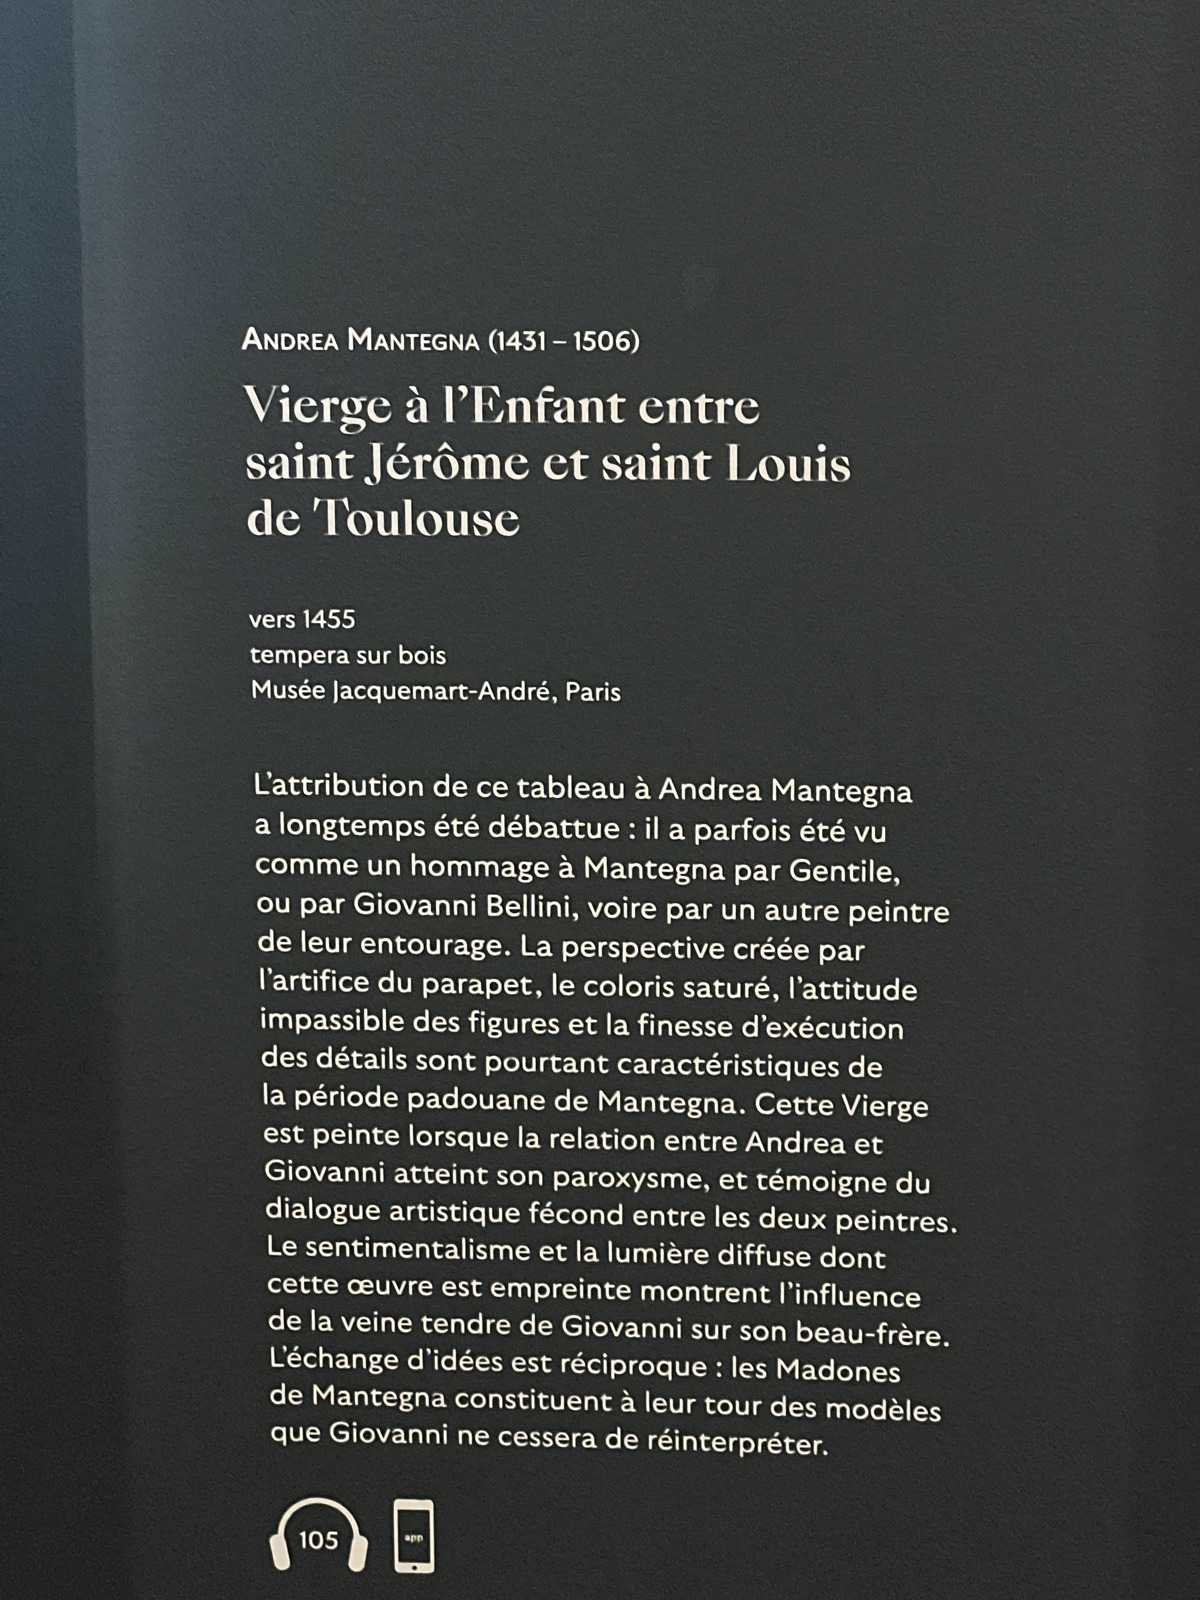 ANDREA MANTEGNA (1431 – 1506)
Vierge à l’Enfant entre
saint Jérôme et saint Louis
de Toulouse
vers 1455
tempera sur bois
Musée Jacquemart-André, Paris
L’attribution de ce tableau à Andrea Mantegna
a longtemps été débattue : il a parfois été vu
comme un hommage à Mantegna par Gentile,
ou par Giovanni Bellini, voire par un autre peintre
de leur entourage. La perspective créée par
l’artifice du parapet, le coloris saturé, l’attitude
impassible des figures et la finesse d’exécution
des détails sont pourtant caractéristiques de
la période padouane de Mantegna. Cette Vierge
est peinte lorsque la relation entre Andrea et
Giovanni atteint son paroxysme, et témoigne du
dialogue artistique fécond entre les deux peintres.
Le sentimentalisme et la lumière diffuse dont
cette œuvre est empreinte montrent l’influence
de la veine tendre de Giovanni sur son beau-frère.
L’échange d’idées est réciproque : les Madones
de Mantegna constituent à leur tour des modèles
que Giovanni ne cessera de réinterpréter.
105 app